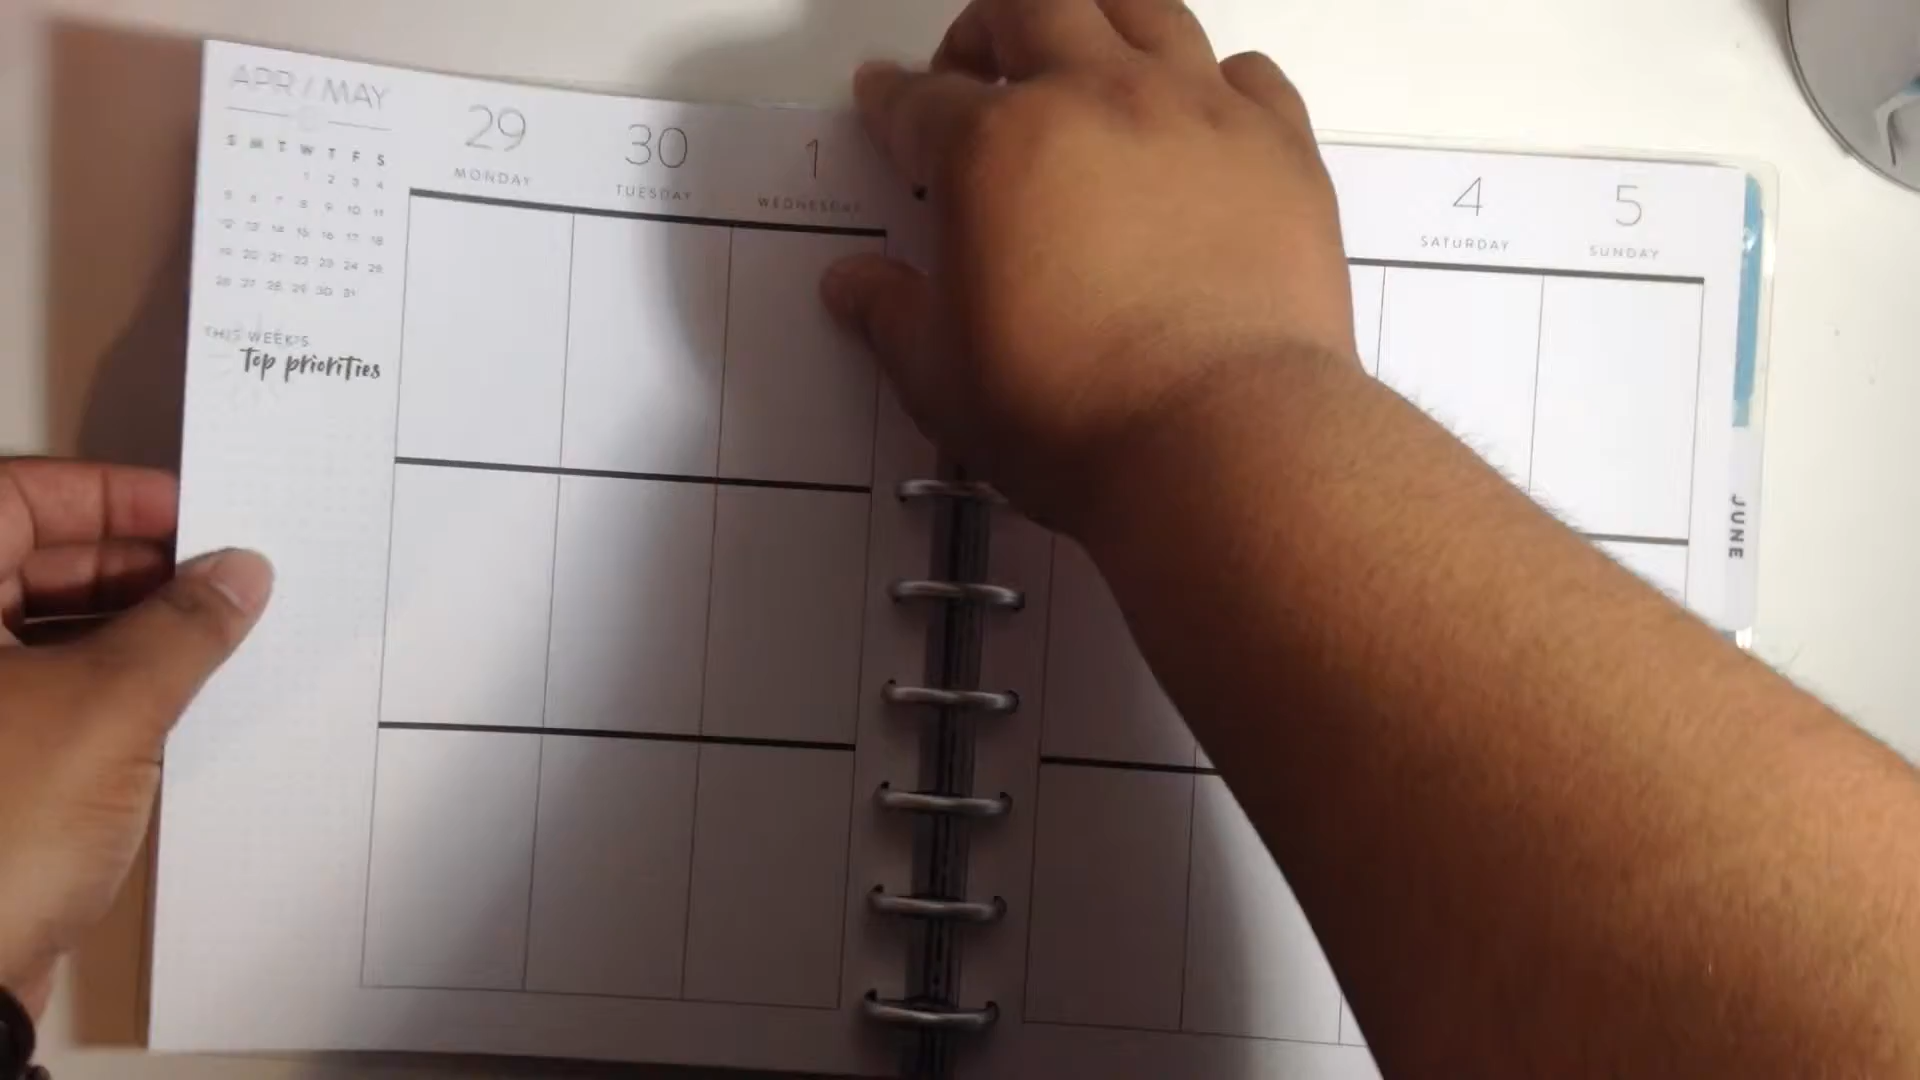 APR / MAY
S M T W T F S
1 2 3 4
5 6 7 8 9 10 11
12 13 14 15 16 17 18
19 20 21 22 23 24 25
26 27 28 29 30 31
THIS WEEK'S
top priorities
29
MONDAY
30
TUESDAY
1
WEDNESDAY
4
SATURDAY
5
SUNDAY
JUNE